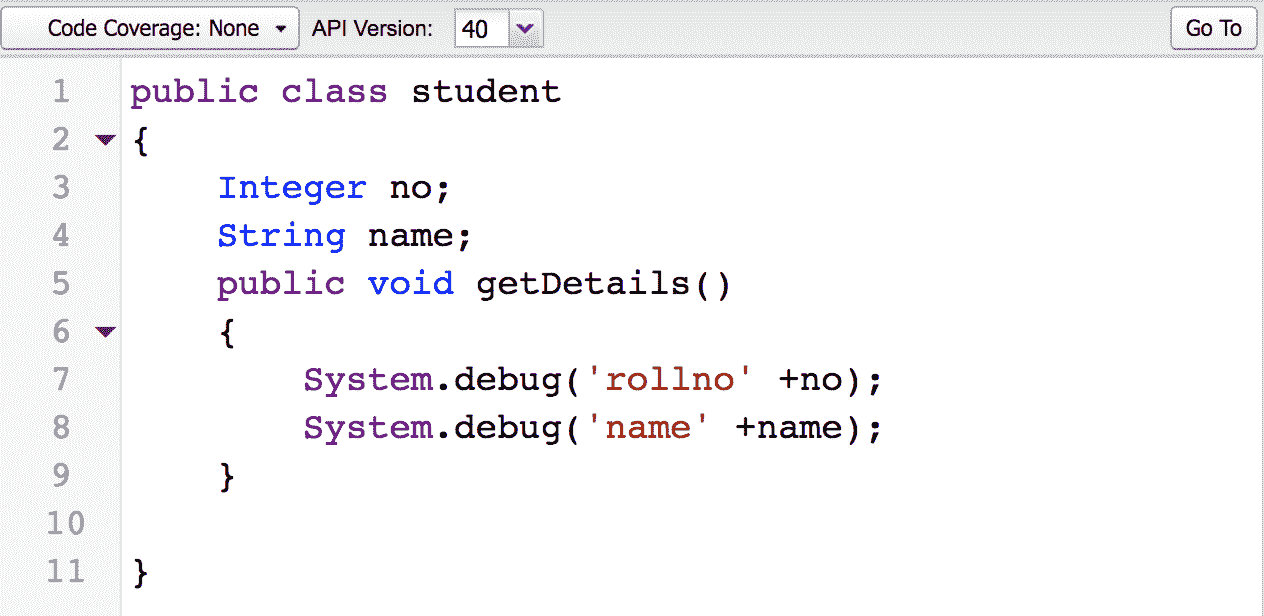 Code Coverage: None API Version: 40 Go To
1 public class student
2 {
3 Integer no;
4 String name;
5 public void getDetails()
6 {
7 System.debug('rollno' +no);
8 System.debug('name' +name);
9 }
10
11 }